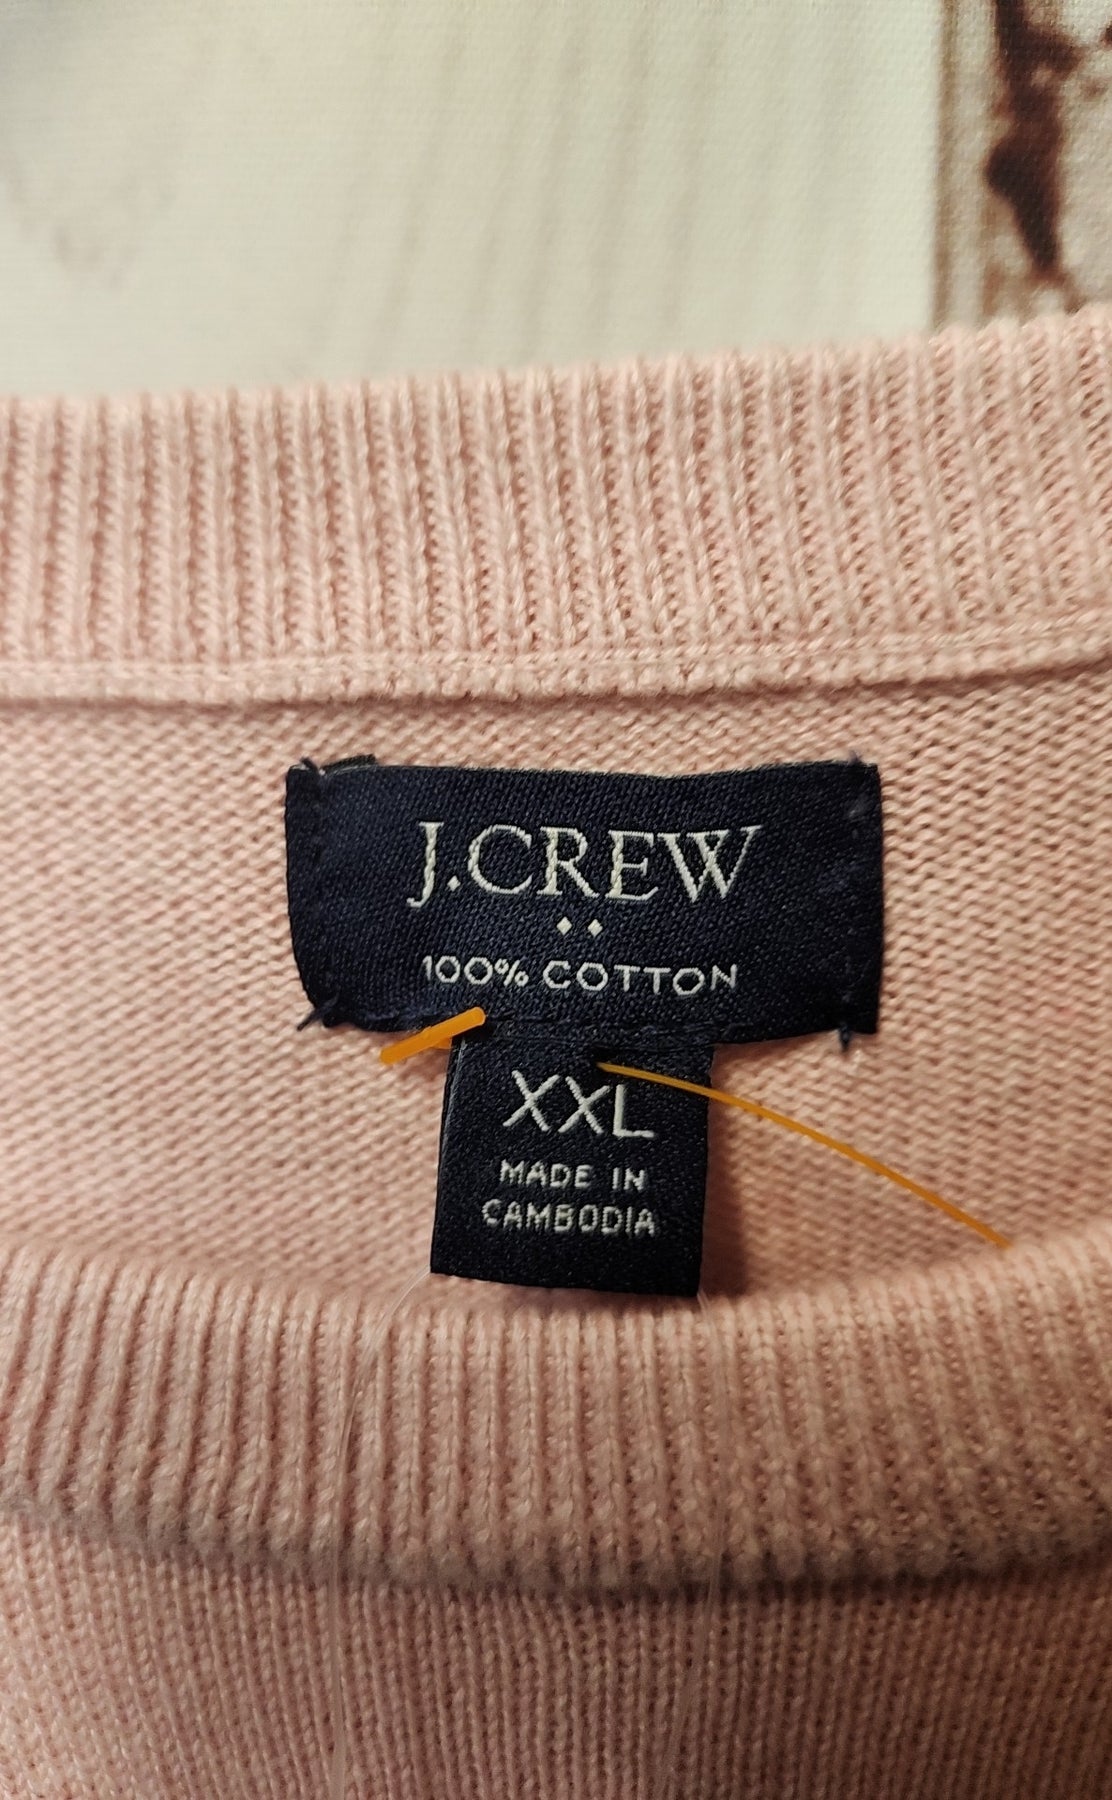 J.CREW
100% COTTON
XXL
MADE IN
CAMBODIA